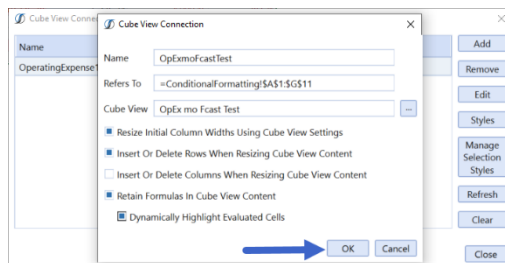 Cube View Connec
Cube View Connection
Name
OperatingExpense1
Name
OpExmoFcastTest
Refers To
=ConditionalFormatting!$A$1:$G$11
Cube View
OpEx mo Fcast Test
...
Resize Initial Column Widths Using Cube View Settings
Insert Or Delete Rows When Resizing Cube View Content
Insert Or Delete Columns When Resizing Cube View Content
Retain Formulas In Cube View Content
Dynamically Highlight Evaluated Cells
OK
Cancel
Add
Remove
Edit
Styles
Manage
Selection
Styles
Refresh
Clear
Close